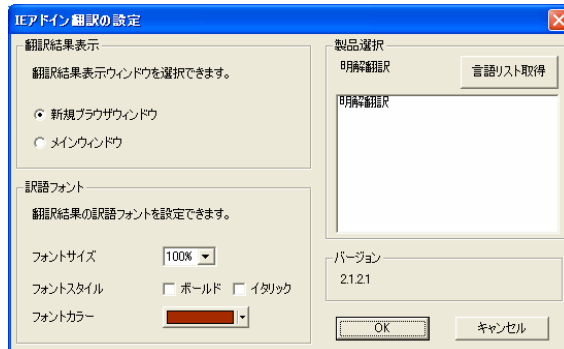 IEアドイン翻訳の設定
翻訳結果表示
翻訳結果表示ウィンドウを選択できます。
新規ブラウザウィンドウ
メインウィンドウ
訳語フォント
翻訳結果の訳語フォントを設定できます。
フォントサイズ
100%
フォントスタイル
ボールド
イタリック
フォントカラー
製品選択
明解翻訳
言語リスト取得
明解翻訳
バージョン
2.1.2.1
OK
キャンセル